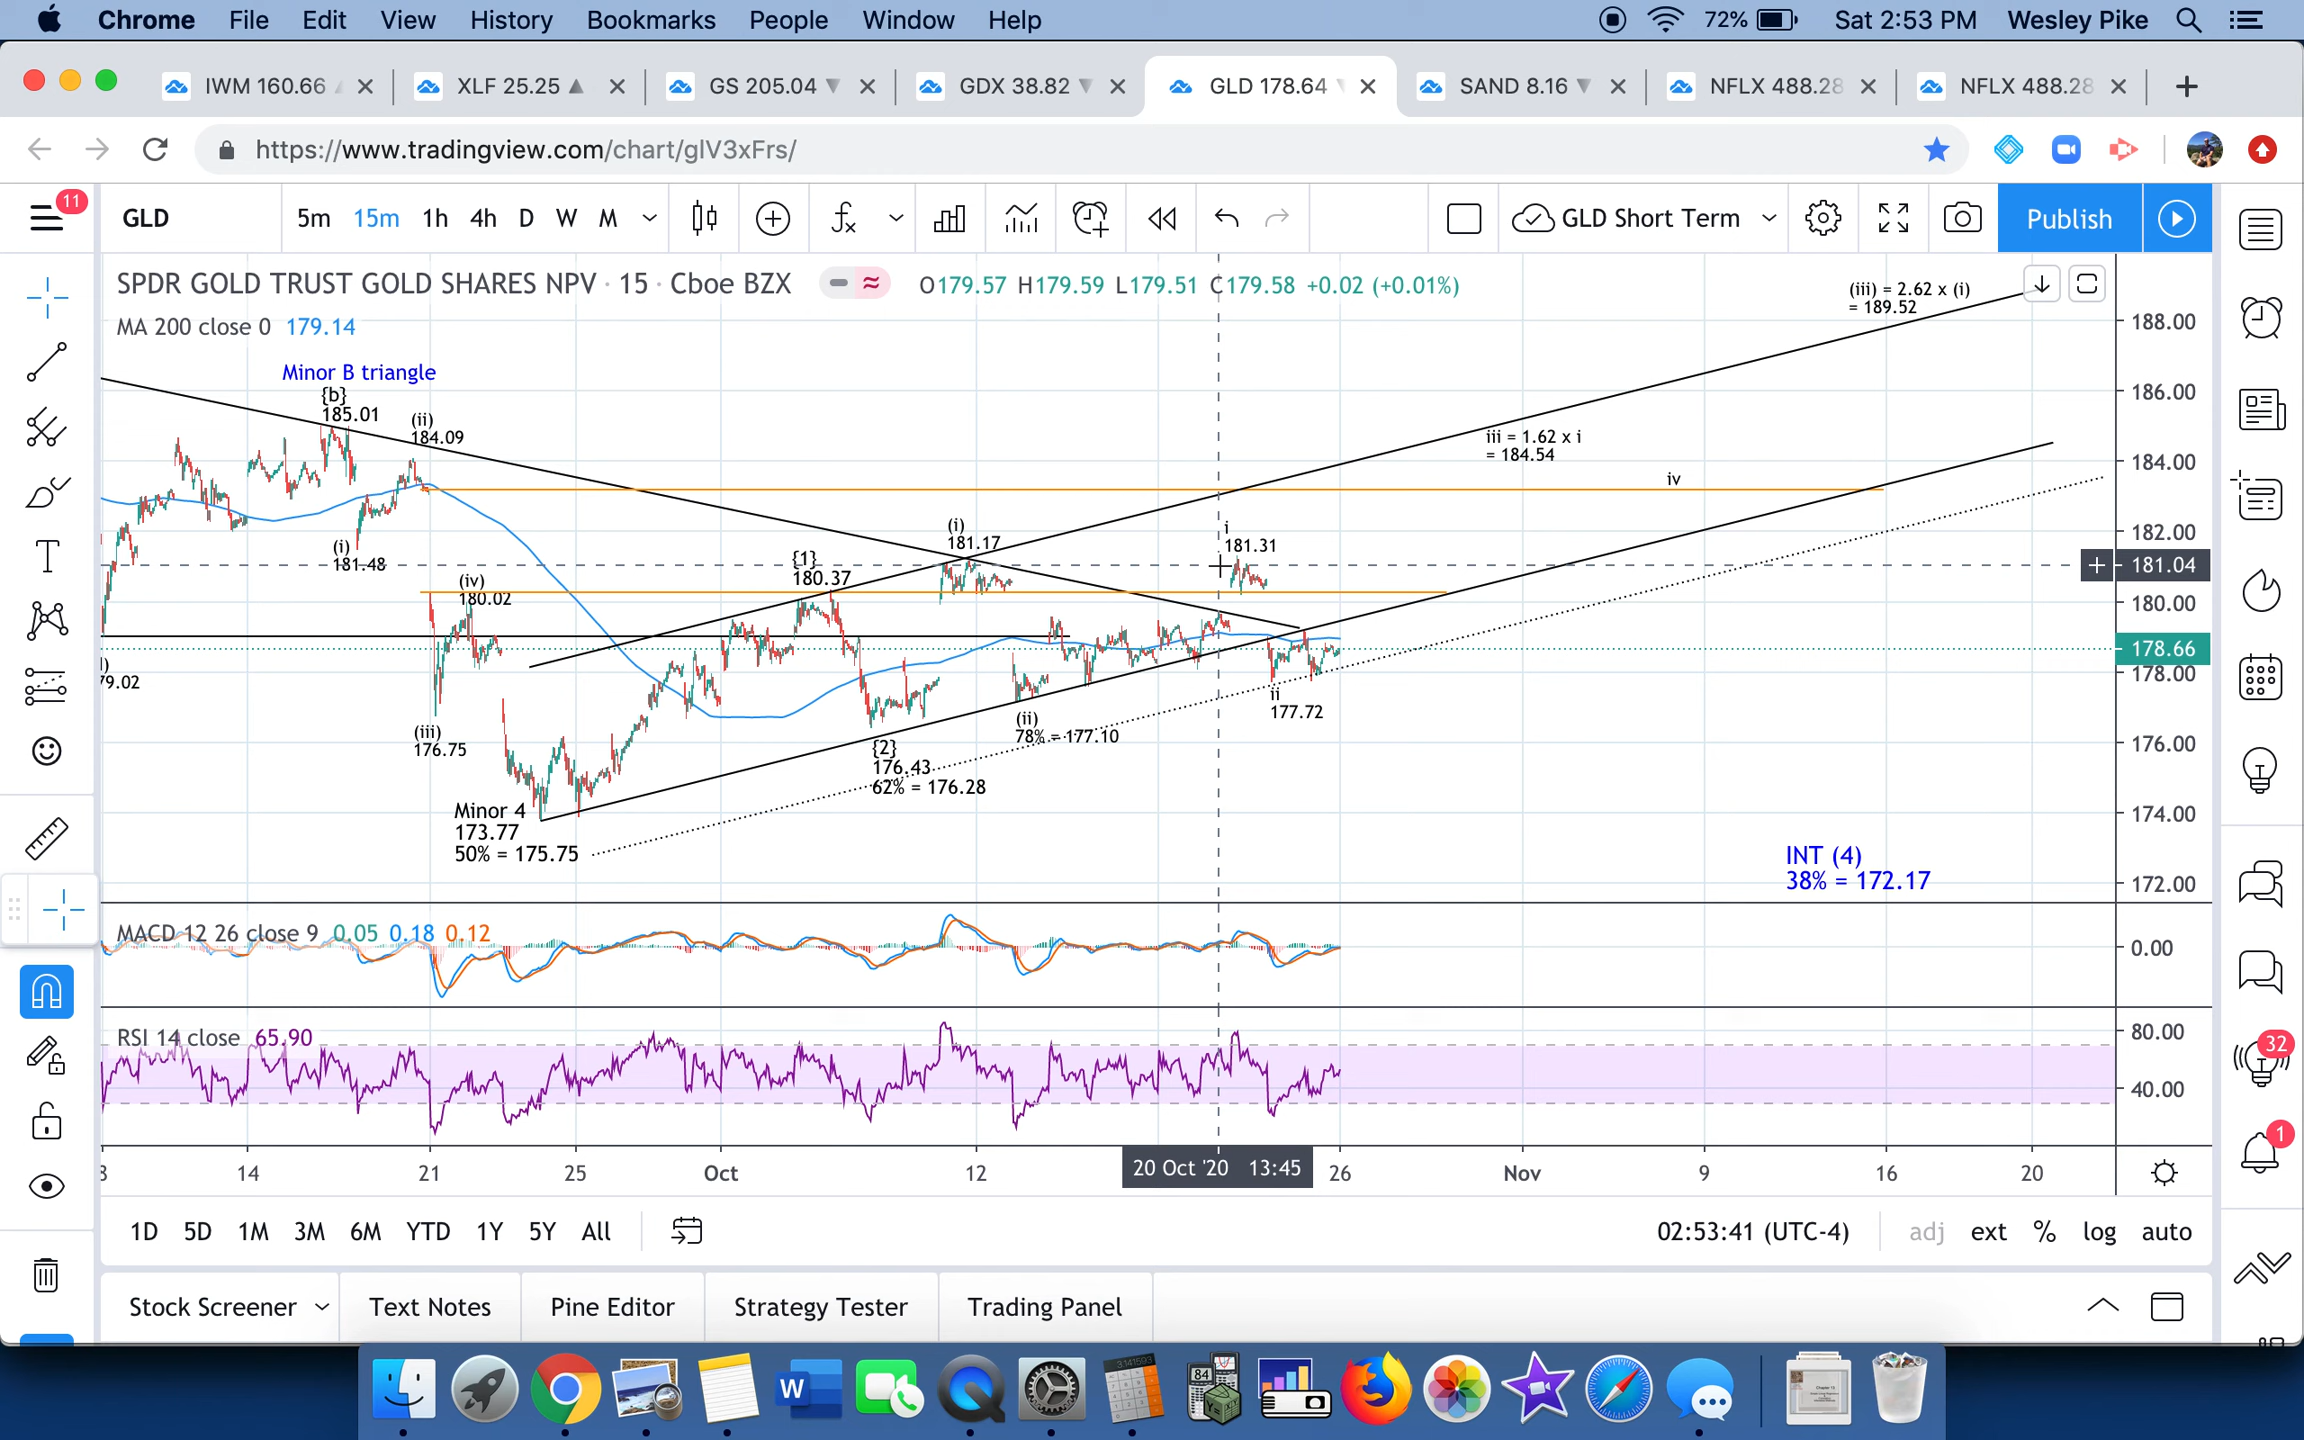 Chrome File Edit View History Bookmarks People Window Help 72% Sat 2:53 PM Wesley Pike
IWM 160.66 XLF 25.25 GS 205.04 GDX 38.82 GLD 178.64 SAND 8.16 NFLX 488.28 NFLX 488.28
https://www.tradingview.com/chart/glV3xFrs/
11
GLD 5m 15m 1h 4h D W M GLD Short Term Publish
SPDR GOLD TRUST GOLD SHARES NPV · 15 · Cboe BZX O179.57 H179.59 L179.51 C179.58 +0.02 (+0.01%)
MA 200 close 0 179.14
(iii) = 2.62 x (i)
= 189.52
188.00
Minor B triangle
{b}
185.01
186.00
(ii)
184.09
iii = 1.62 x i
= 184.54
184.00
iv
(i)
181.17
i
181.31
182.00
(i)
181.48
{1}
180.37
181.04
(iv)
180.02
180.00
178.66
79.02
178.00
ii
177.72
(iii)
176.75
(ii)
78% = 177.10
176.00
{2}
176.43
62% = 176.28
Minor 4
173.77
50% = 175.75
174.00
INT (4)
38% = 172.17
172.00
MACD 12 26 close 9 0.05 0.18 0.12
0.00
RSI 14 close 65.90
80.00
40.00
32
1
14 21 25 Oct 12 20 Oct '20 13:45 26 Nov 9 16 20
1D 5D 1M 3M 6M YTD 1Y 5Y All 02:53:41 (UTC-4) adj ext % log auto
Stock Screener Text Notes Pine Editor Strategy Tester Trading Panel
W
3.141593
84